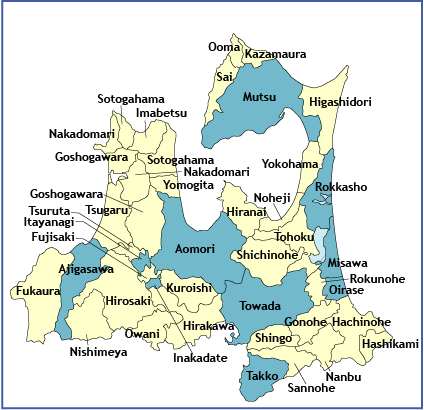 Ooma
Kazamaura
Sai
Mutsu
Sotogahama
Higashidori
Imabetsu
Nakadomari
Goshogawara
Sotogahama
Yokohama
Nakadomari
Yomogita
Rokkasho
Goshogawara
Noheji
Tsuruta
Tsugaru
Hiranai
Itayanagi
Fujisaki
Tohoku
Aomori
Shichinohe
Misawa
Ajigasawa
Rokunohe
Fukaura
Kuroishi
Oirase
Hirosaki
Towada
Gonohe
Hachinohe
Owani
Hirakawa
Shingo
Hashikami
Nishimeya
Inakadate
Takko
Nanbu
Sannohe